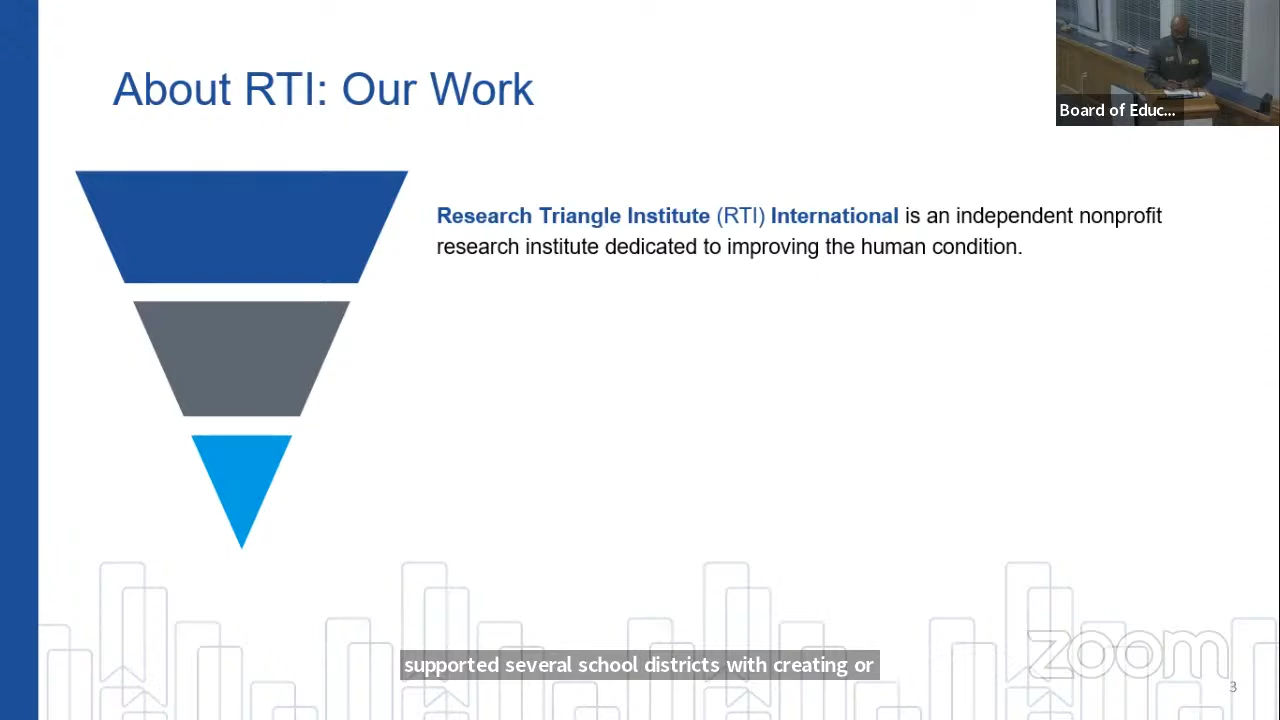 About RTI: Our Work
Board of Educ...
Research Triangle Institute (RTI) International is an independent nonprofit
research institute dedicated to improving the human condition.
supported several school districts with creating or
zoom
3